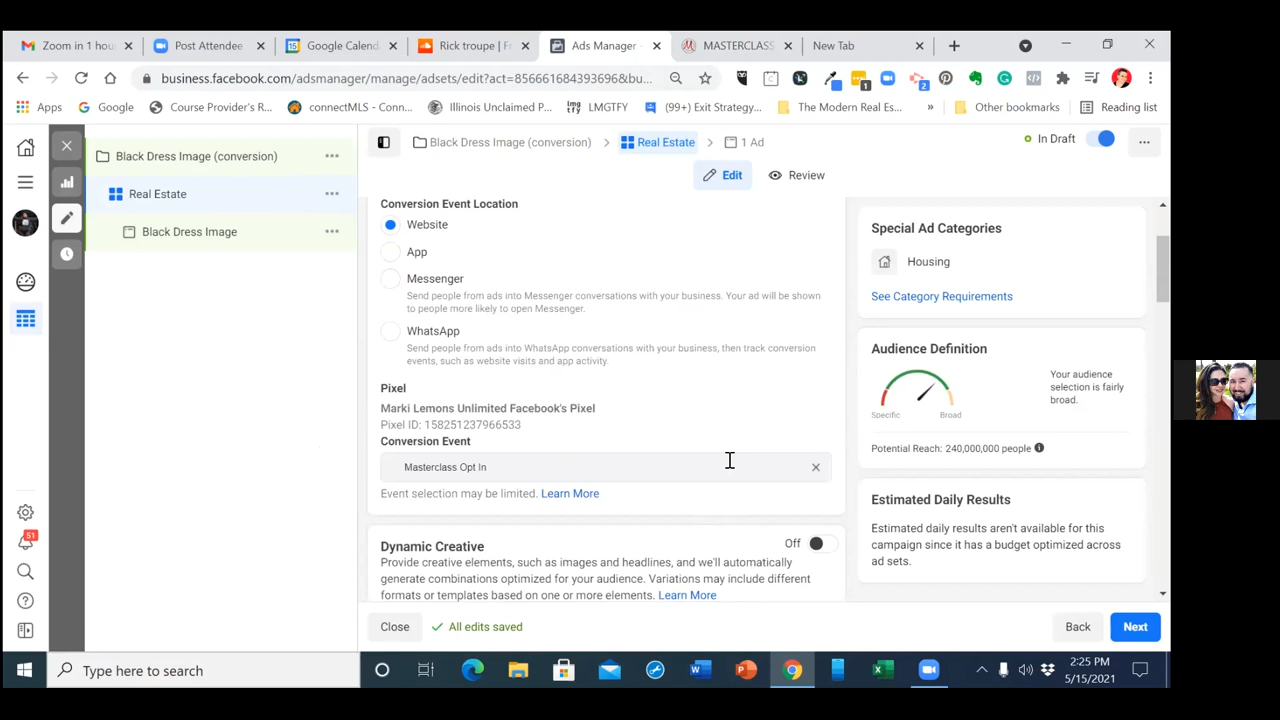 Zoom in 1 hou
Post Attendee
Google Calend
Rick troupe | Fr
Ads Manager
MASTERCLASS
New Tab
business.facebook.com/adsmanager/manage/adsets/edit?act=856661684393696&bu...
1
2
Apps
Google
Course Provider's R...
connectMLS - Conn...
Illinois Unclaimed P...
LMGTFY
(99+) Exit Strategy...
The Modern Real Es...
»
Other bookmarks
Reading list
Black Dress Image (conversion)
Real Estate
Black Dress Image
Black Dress Image (conversion)
Real Estate
1 Ad
In Draft
Edit
Review
Conversion Event Location
Website
App
Messenger
Send people from ads into Messenger conversations with your business. Your ad will be shown
to people more likely to open Messenger.
WhatsApp
Send people from ads into WhatsApp conversations with your business, then track conversion
events, such as website visits and app activity.
Pixel
Marki Lemons Unlimited Facebook's Pixel
Pixel ID: 158251237966533
Conversion Event
Masterclass Opt In
Event selection may be limited. Learn More
Dynamic Creative
Off
Provide creative elements, such as images and headlines, and we'll automatically
generate combinations optimized for your audience. Variations may include different
formats or templates based on one or more elements. Learn More
Special Ad Categories
Housing
See Category Requirements
Audience Definition
Specific
Broad
Your audience
selection is fairly
broad.
Potential Reach: 240,000,000 people
Estimated Daily Results
Estimated daily results aren't available for this
campaign since it has a budget optimized across
ad sets.
Close
All edits saved
Back
Next
51
Type here to search
2:25 PM
5/15/2021